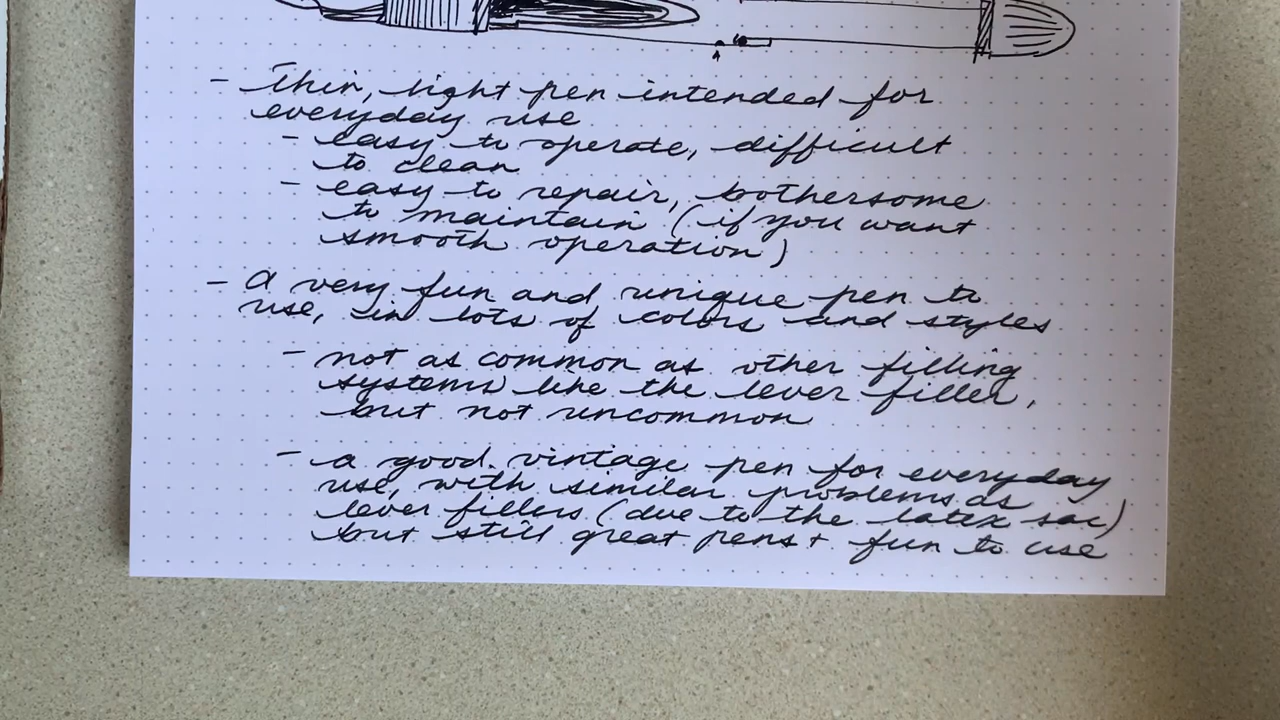 - Thin, light pen intended for
everyday use
- easy to operate, difficult
to clean
- easy to repair, bothersome
to maintain (if you want
smooth operation)
- A very fun and unique pen to
use, in lots of colors and styles
- not as common as other filling
systems like the lever filler,
but not uncommon
- a good vintage pen for everyday
use, with similar problems as
lever fillers (due to the latex sac)
but still great pens + fun to use